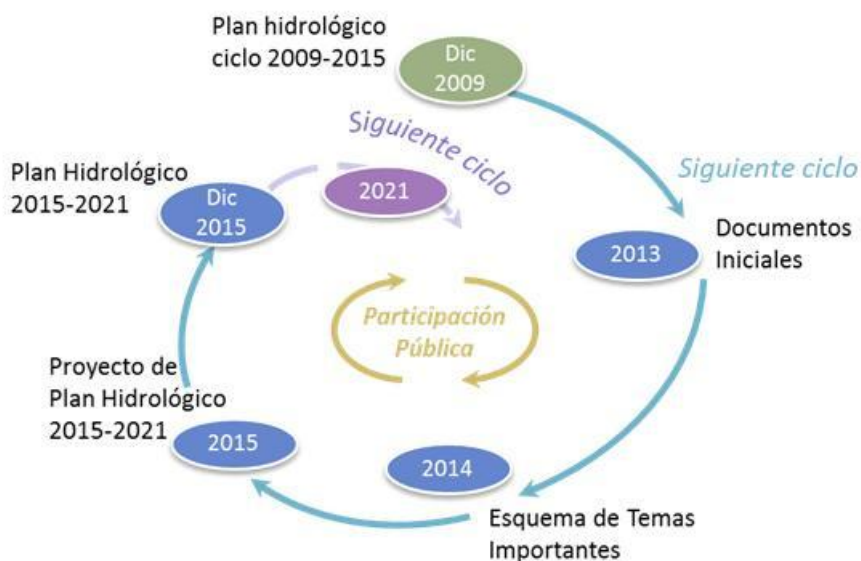 Plan hidrológico
ciclo 2009-2015
Dic
2009
Siguiente ciclo
Siguiente ciclo
Plan Hidrológico
2015-2021
Dic
2015
2021
2013
Documentos
Iniciales
Participación
Pública
Proyecto de
Plan Hidrológico
2015-2021
2015
2014
Esquema de Temas
Importantes